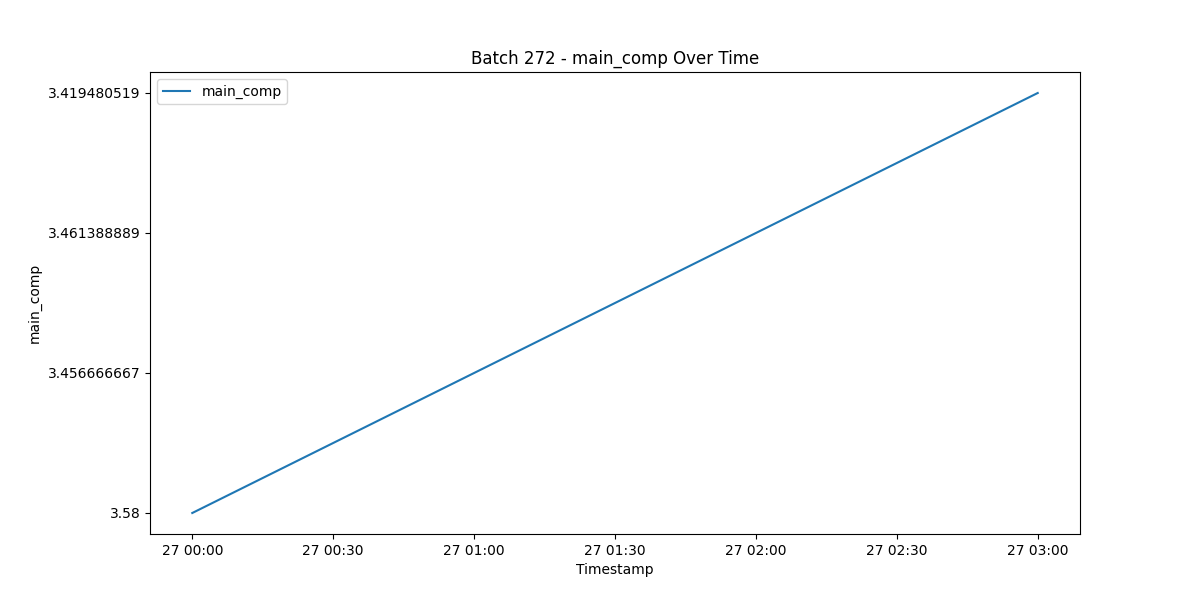 Batch 272 - main_comp Over Time
main_comp
3.419480519
3.461388889
3.456666667
3.58
main_comp
27 00:00
27 00:30
27 01:00
27 01:30
27 02:00
27 02:30
27 03:00
Timestamp